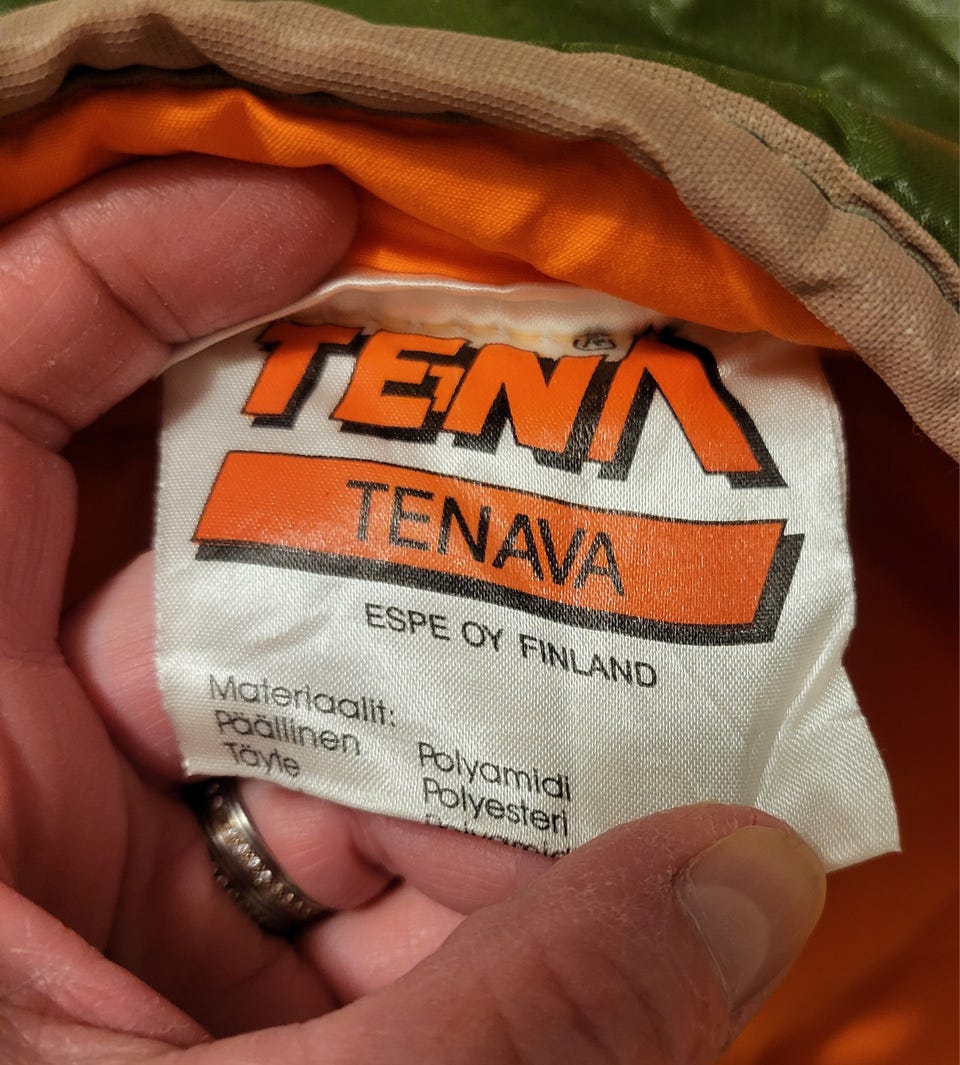 TENA
TENAVA
ESPE OY FINLAND
Materiaalit:
Päällinen Polyamidi
Täyte Polyesteri